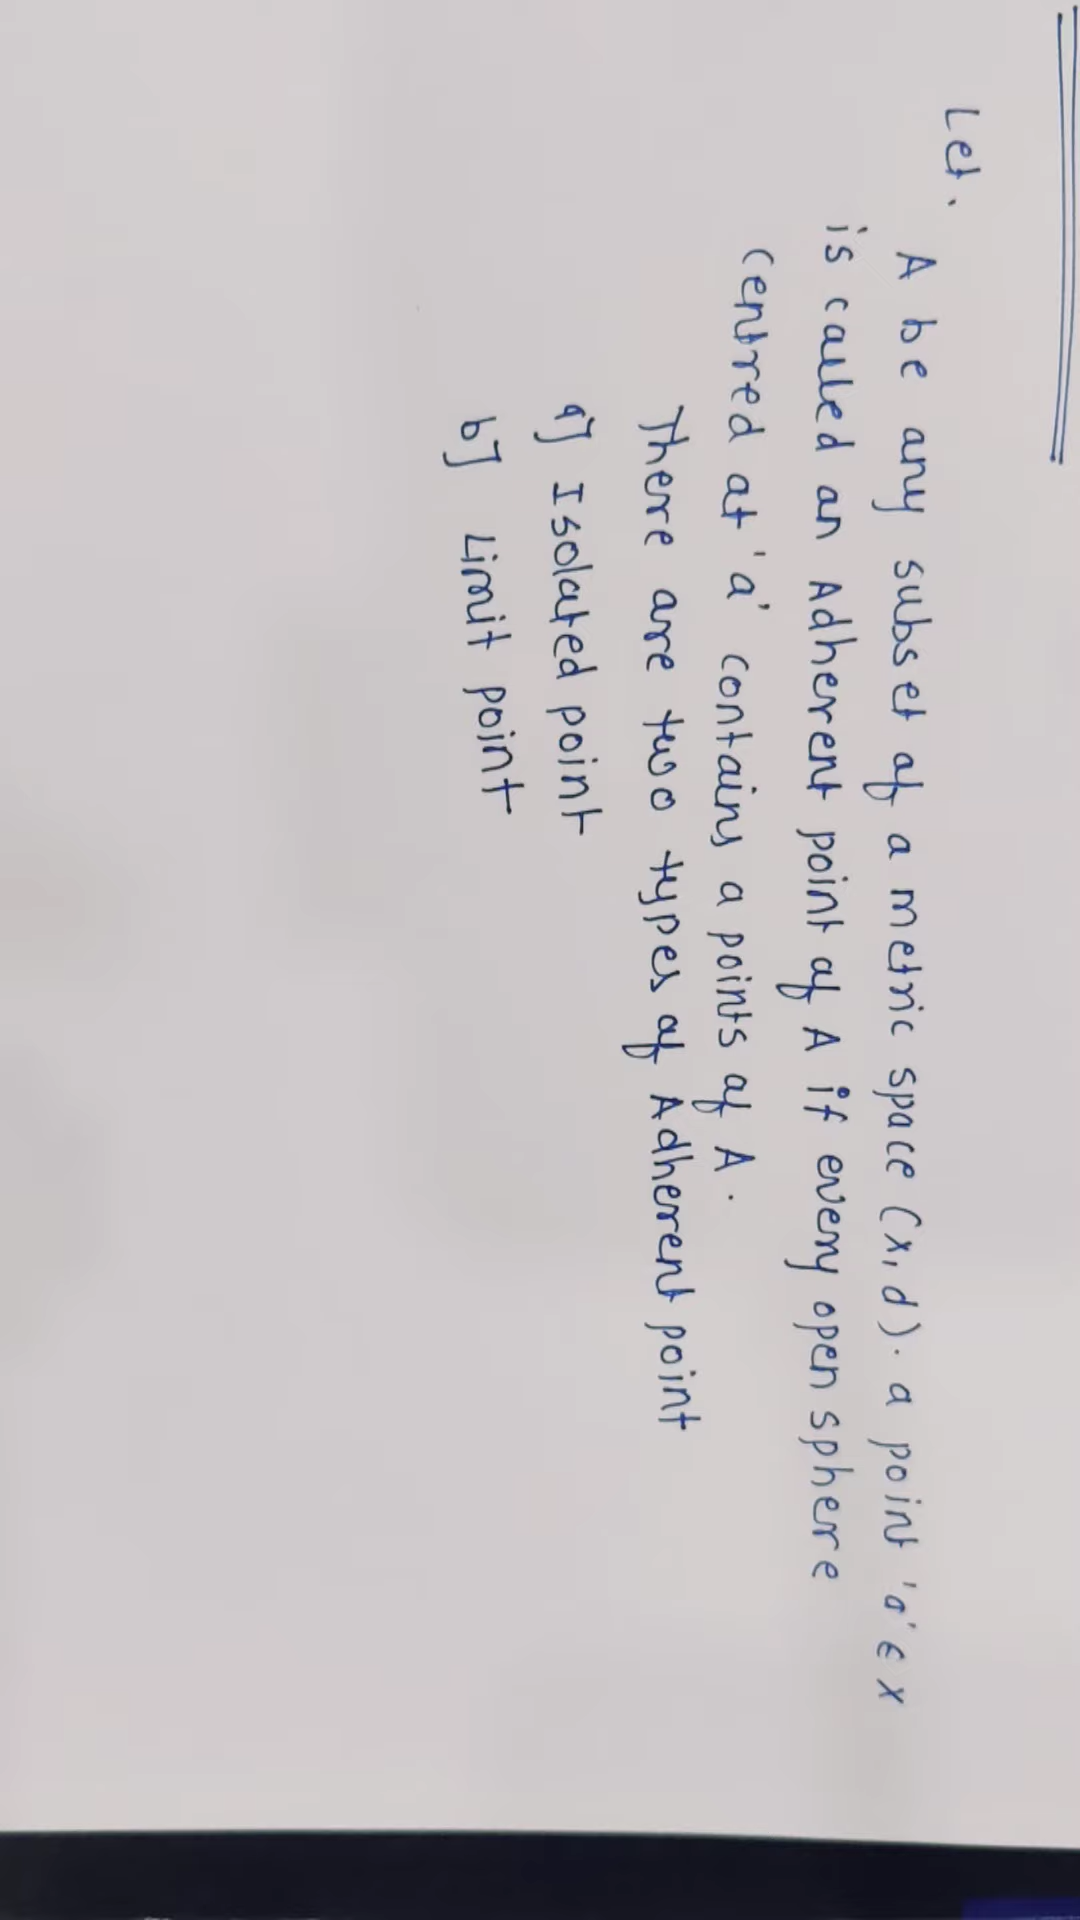 Let.
A be any subset of a metric space (x, d). a point 'a' ∈ X
is called an Adherent point of A if every open sphere
Centred at 'a' contains a points of A.
There are two types of Adherent point
a] Isolated point
b] Limit point